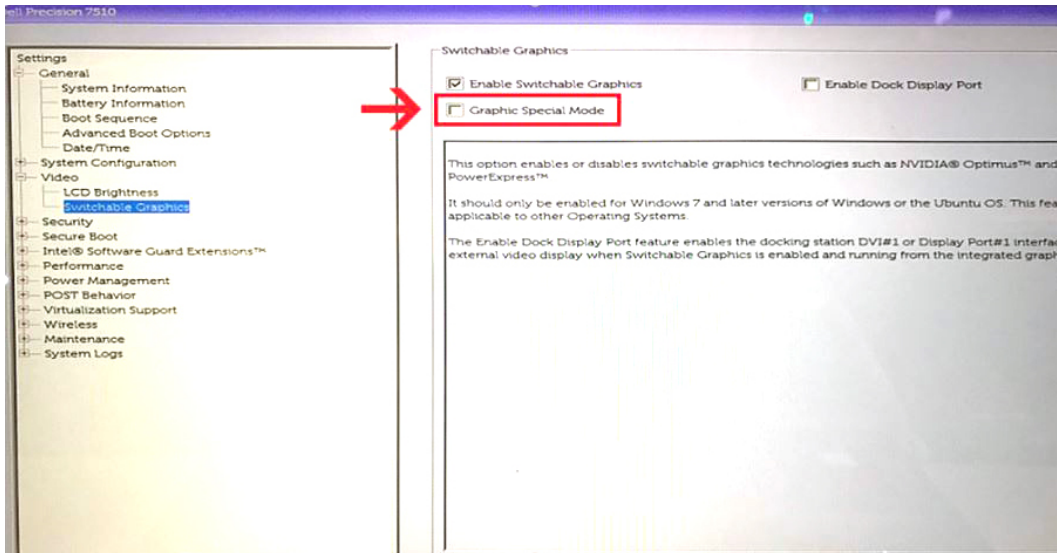 ell Precision 7510
Settings
General
System Information
Battery Information
Boot Sequence
Advanced Boot Options
Date/Time
System Configuration
Video
LCD Brightness
Switchable Graphics
Security
Secure Boot
Intel® Software Guard Extensions™
Performance
Power Management
POST Behavior
Virtualization Support
Wireless
Maintenance
System Logs
Switchable Graphics
Enable Switchable Graphics
Enable Dock Display Port
Graphic Special Mode
This option enables or disables switchable graphics technologies such as NVIDIA® Optimus™ and
PowerExpress™
It should only be enabled for Windows 7 and later versions of Windows or the Ubuntu OS. This fea
applicable to other Operating Systems.
The Enable Dock Display Port feature enables the docking station DVI#1 or Display Port#1 interfac
external video display when Switchable Graphics is enabled and running from the integrated graph